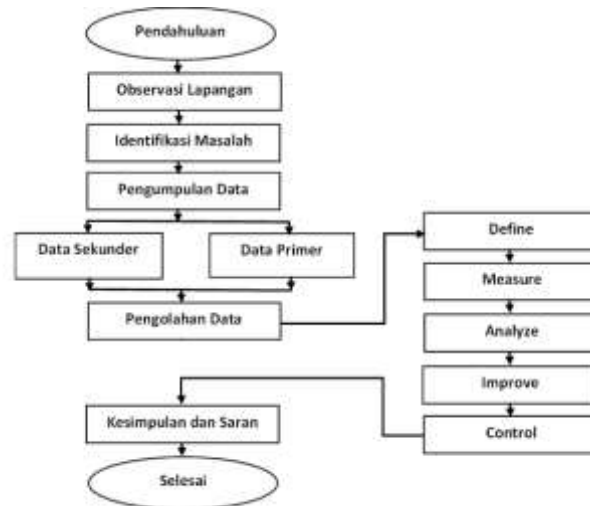 Pendahuluan
Observasi Lapangan
Identifikasi Masalah
Pengumpulan Data
Data Sekunder
Data Primer
Pengolahan Data
Define
Measure
Analyze
Improve
Control
Kesimpulan dan Saran
Selesai